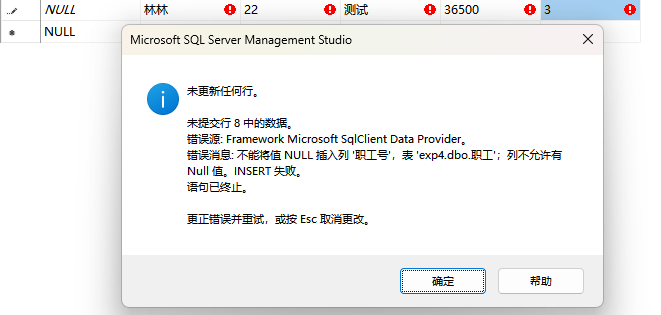 NULL 林林 22 测试 36500 3
NULL
Microsoft SQL Server Management Studio
未更新任何行。
未提交行 8 中的数据。
错误源: Framework Microsoft SqlClient Data Provider。
错误消息: 不能将值 NULL 插入列 '职工号'，表 'exp4.dbo.职工'；列不允许有
Null 值。INSERT 失败。
语句已终止。
更正错误并重试，或按 Esc 取消更改。
确定 帮助